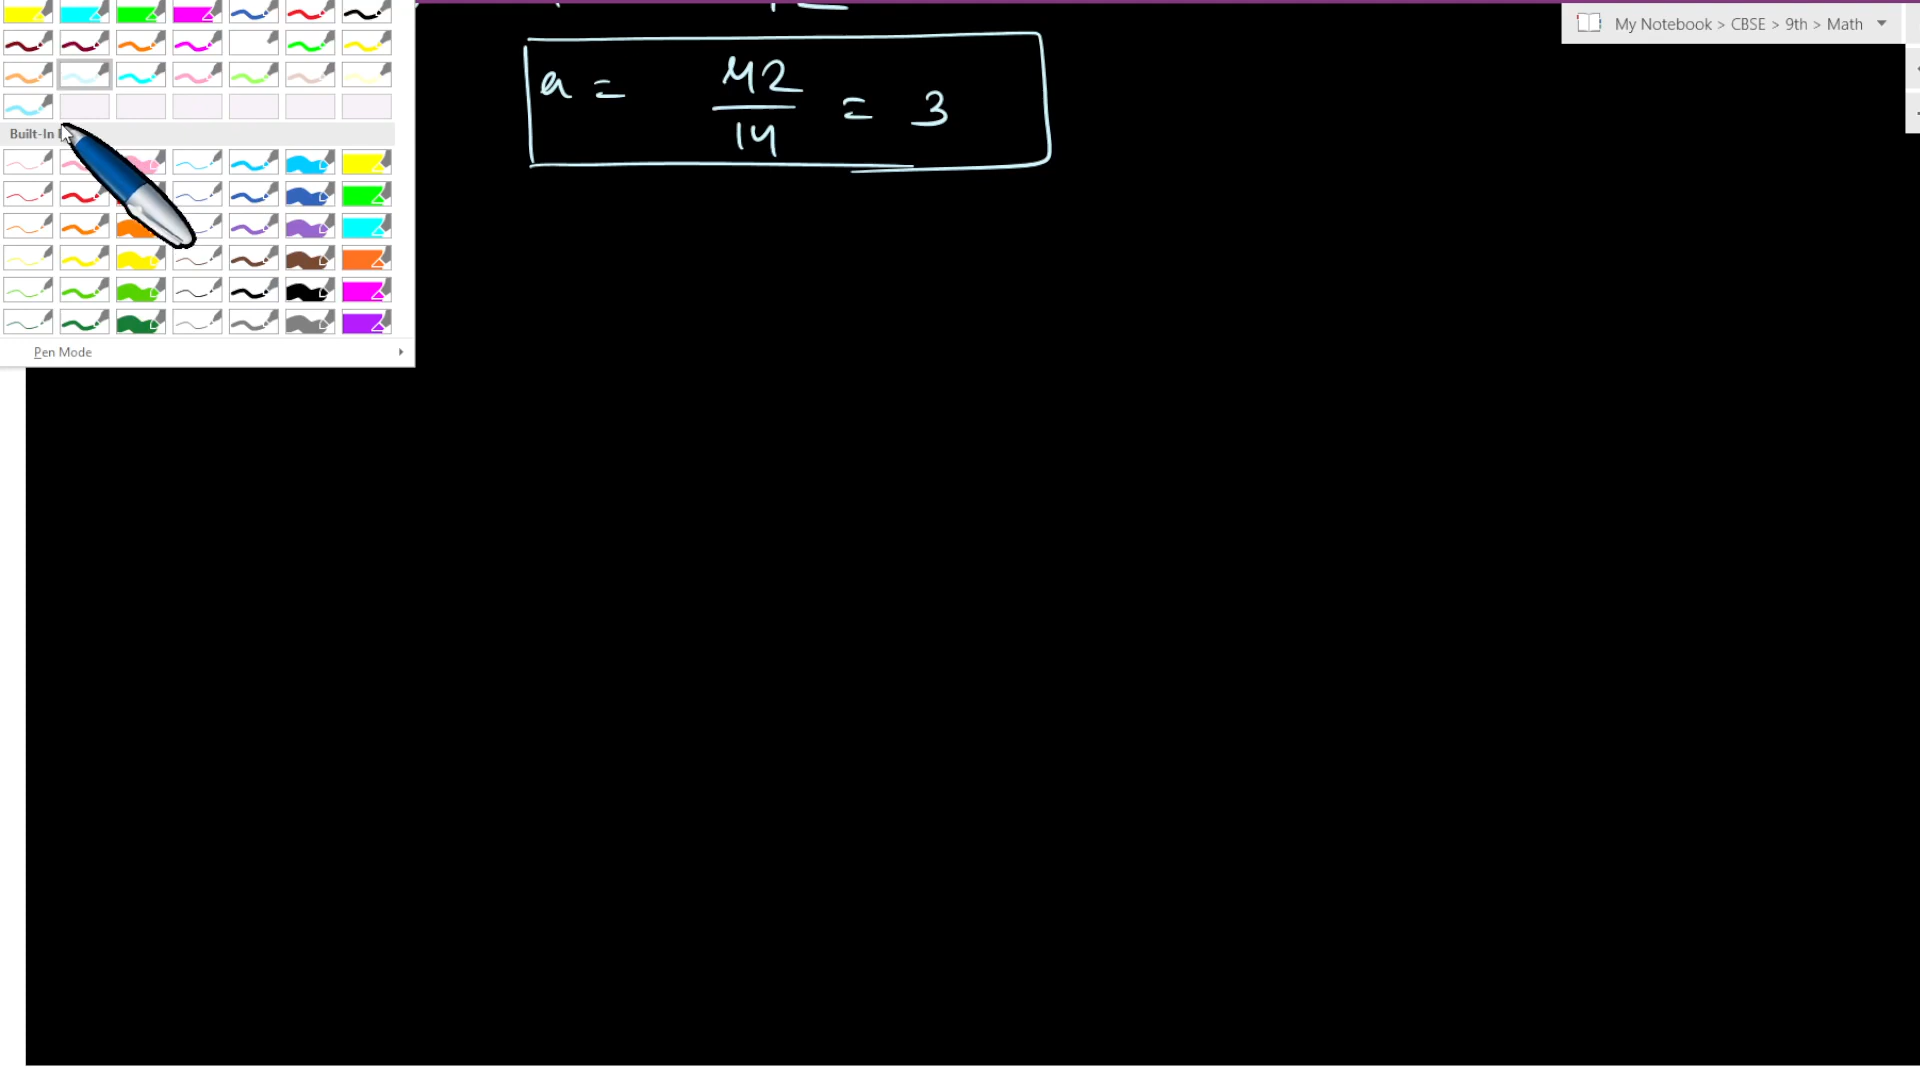 My Notebook > CBSE > 9th > Math
a = 42/14 = 3
Built-In
Pen Mode